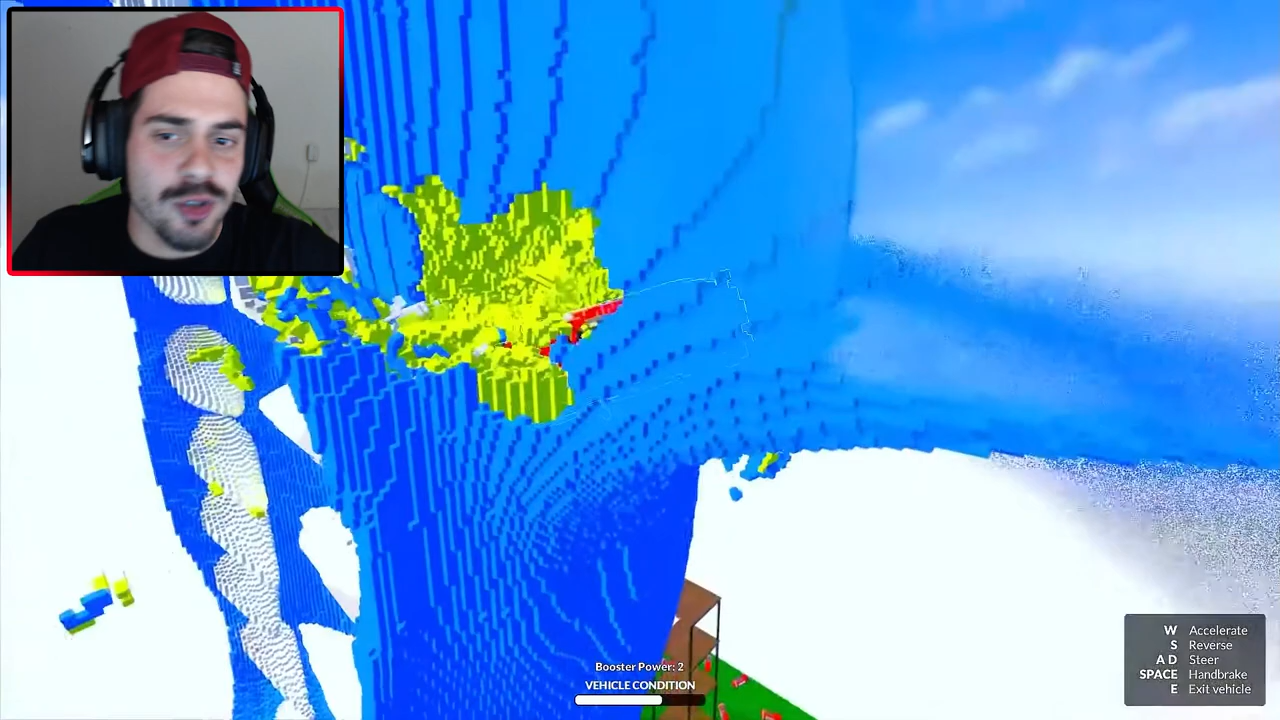 Booster Power: 2
VEHICLE CONDITION
W Accelerate
S Reverse
A D Steer
SPACE Handbrake
E Exit vehicle